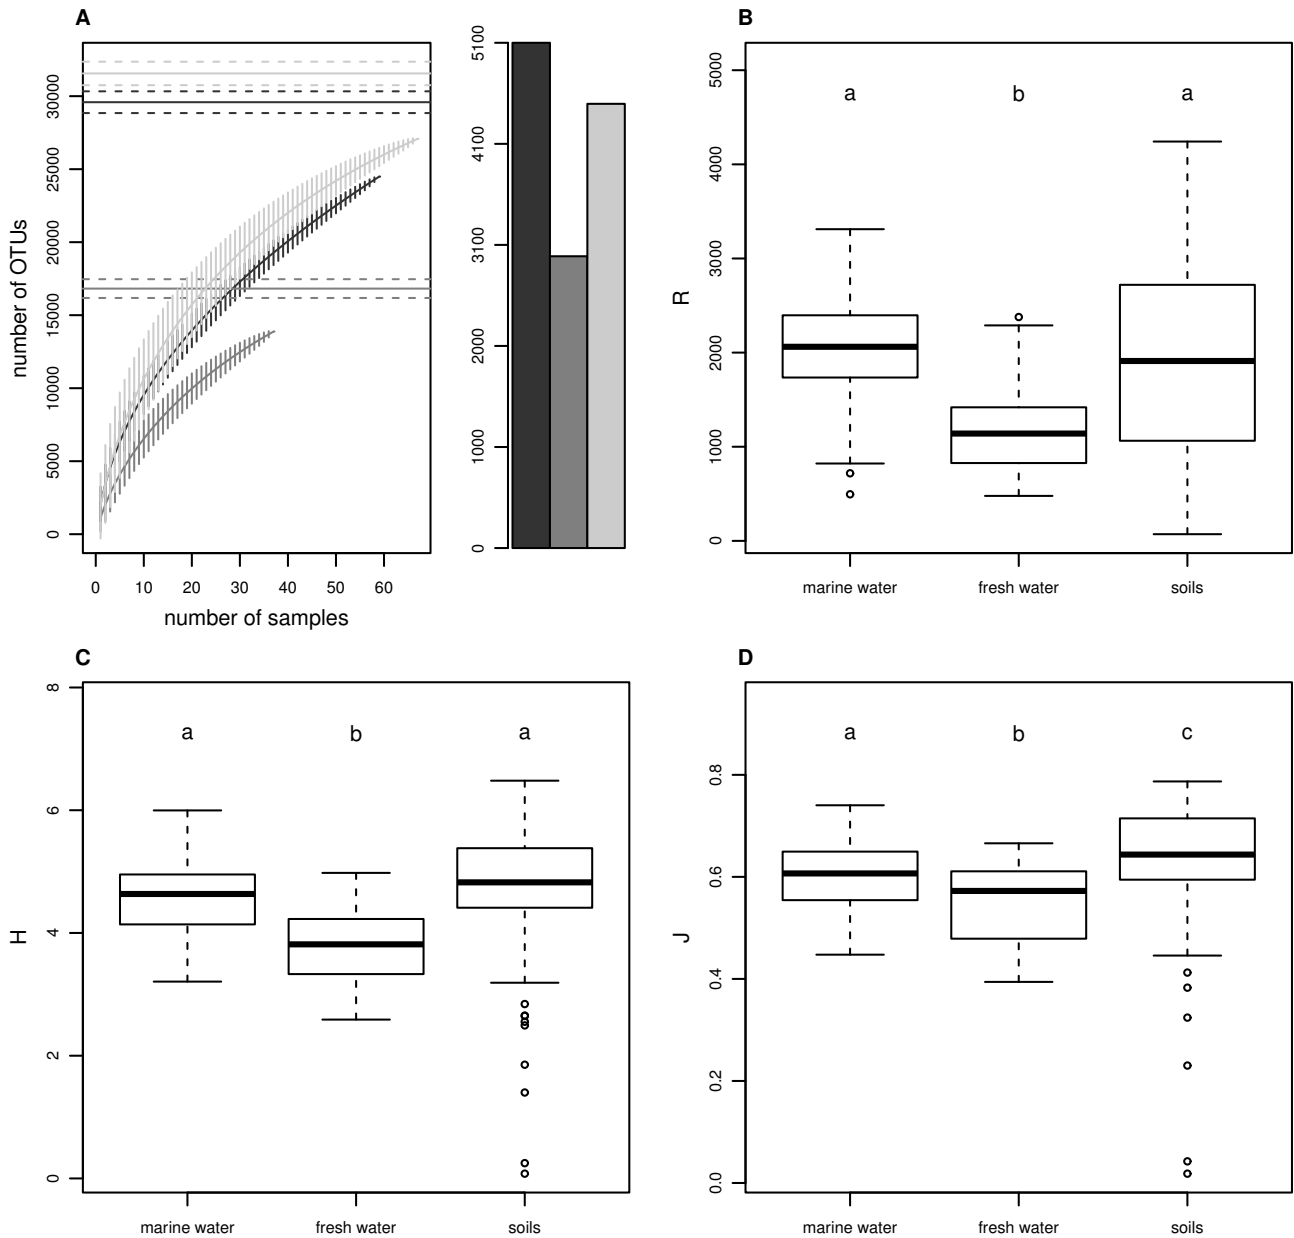 A
number of OTUs
0
5000
10000
15000
20000
25000
30000
0 10 20 30 40 50 60
number of samples
0
1000
2000
3100
4100
5100
B
R
0
1000
2000
3000
4000
5000
a b a
marine water fresh water soils
C
H
0
2
4
6
8
a b a
marine water fresh water soils
D
J
0.0
0.2
0.4
0.6
0.8
a b c
marine water fresh water soils